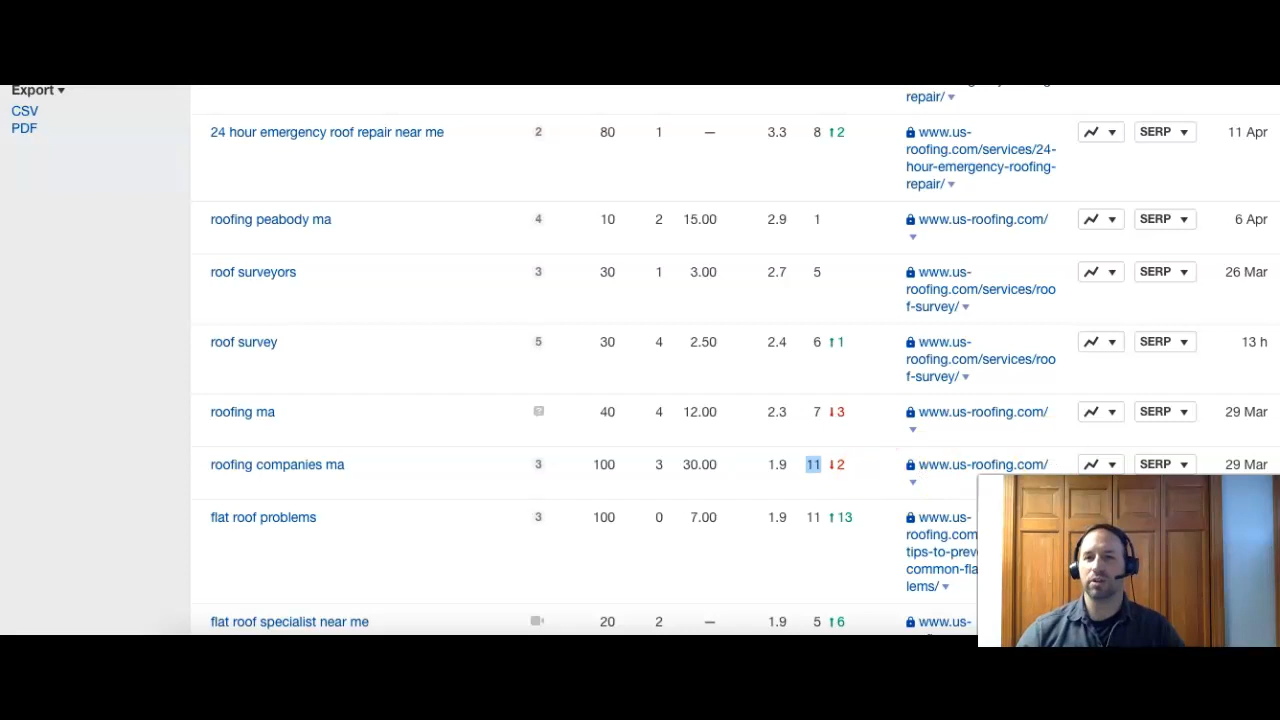 Export
CSV
PDF
repair/
24 hour emergency roof repair near me 2 80 1 — 3.3 8 ↑2 www.us- SERP 11 Apr
roofing.com/services/24-
hour-emergency-roofing-
repair/
roofing peabody ma 4 10 2 15.00 2.9 1 www.us-roofing.com/ SERP 6 Apr
roof surveyors 3 30 1 3.00 2.7 5 www.us- SERP 26 Mar
roofing.com/services/roo
f-survey/
roof survey 5 30 4 2.50 2.4 6 ↑1 www.us- SERP 13 h
roofing.com/services/roo
f-survey/
roofing ma 40 4 12.00 2.3 7 ↓3 www.us-roofing.com/ SERP 29 Mar
roofing companies ma 3 100 3 30.00 1.9 11 ↓2 www.us-roofing.com/ SERP 29 Mar
flat roof problems 3 100 0 7.00 1.9 11 ↑13 www.us-
roofing.com
tips-to-prev
common-fla
lems/
flat roof specialist near me 20 2 — 1.9 5 ↑6 www.us-